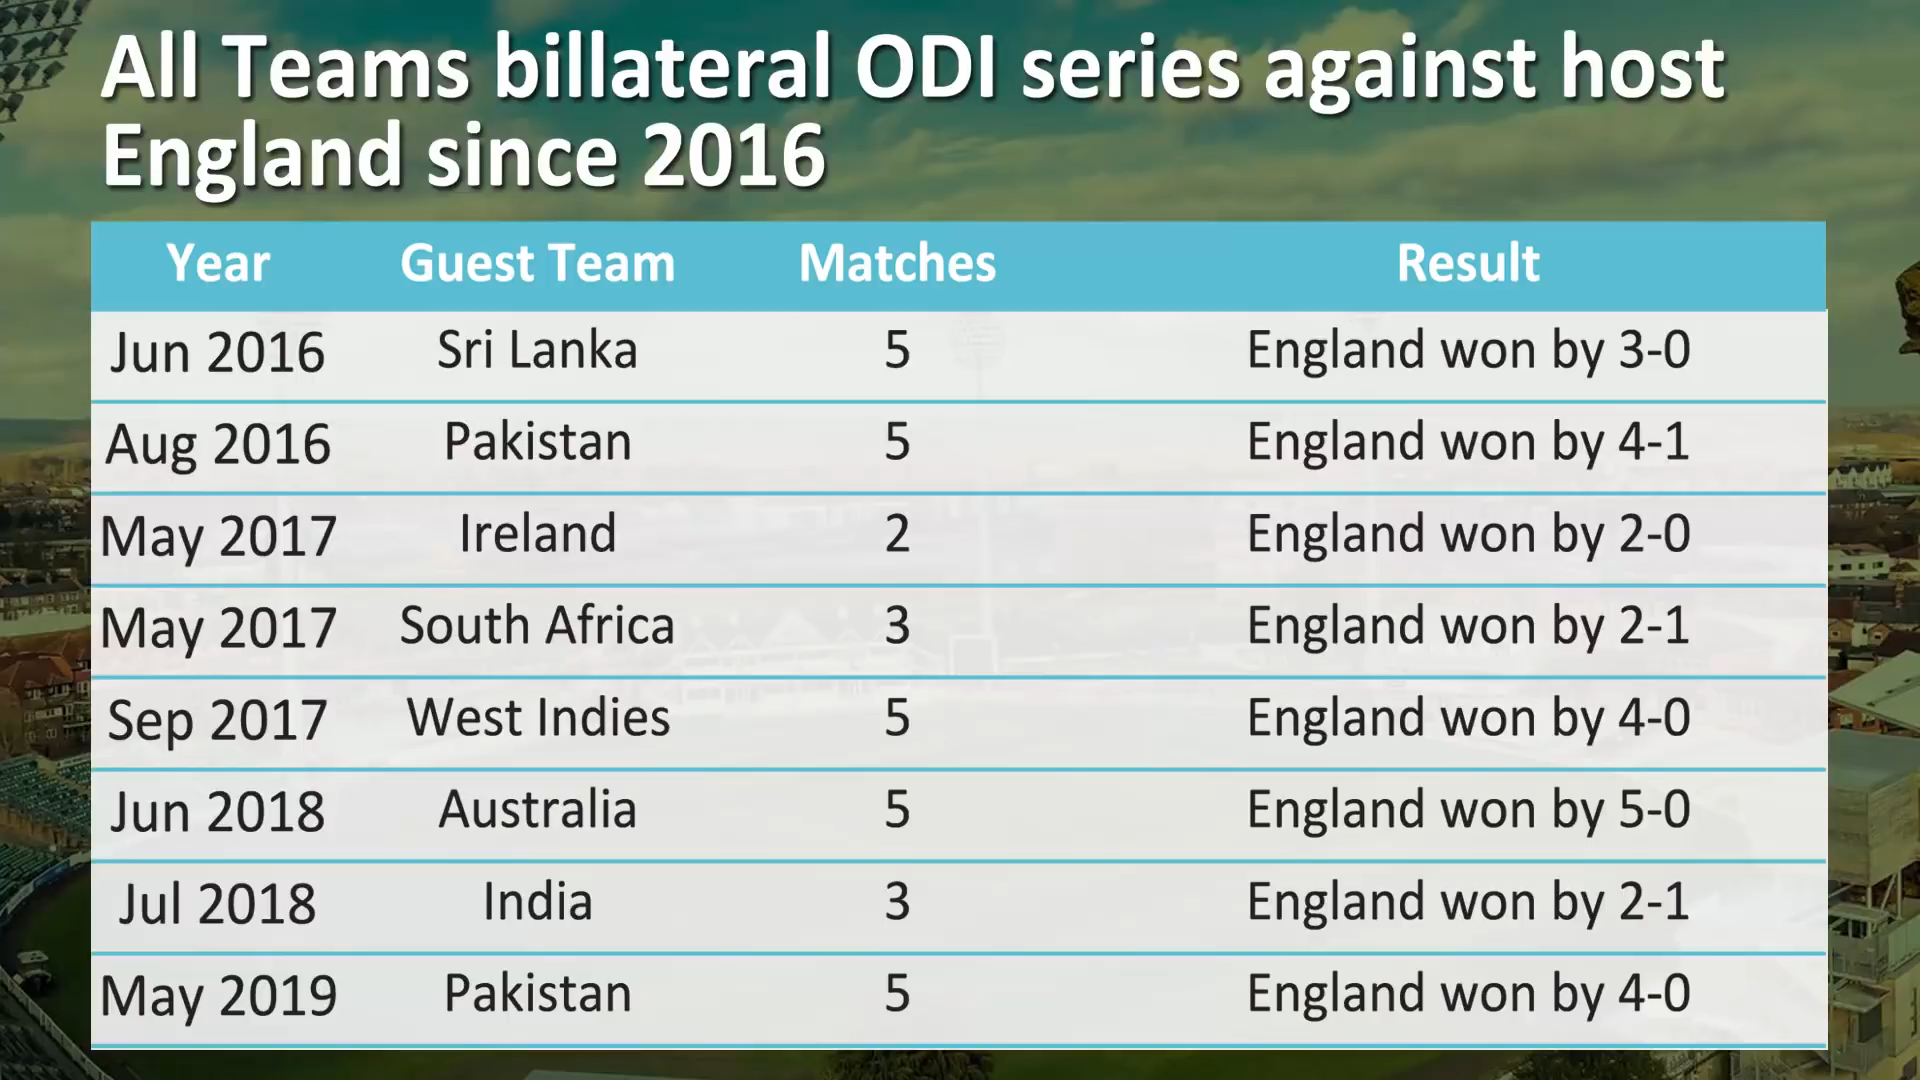 All Teams billateral ODI series against host
England since 2016
Year Guest Team Matches Result
Jun 2016 Sri Lanka 5 England won by 3-0
Aug 2016 Pakistan 5 England won by 4-1
May 2017 Ireland 2 England won by 2-0
May 2017 South Africa 3 England won by 2-1
Sep 2017 West Indies 5 England won by 4-0
Jun 2018 Australia 5 England won by 5-0
Jul 2018 India 3 England won by 2-1
May 2019 Pakistan 5 England won by 4-0